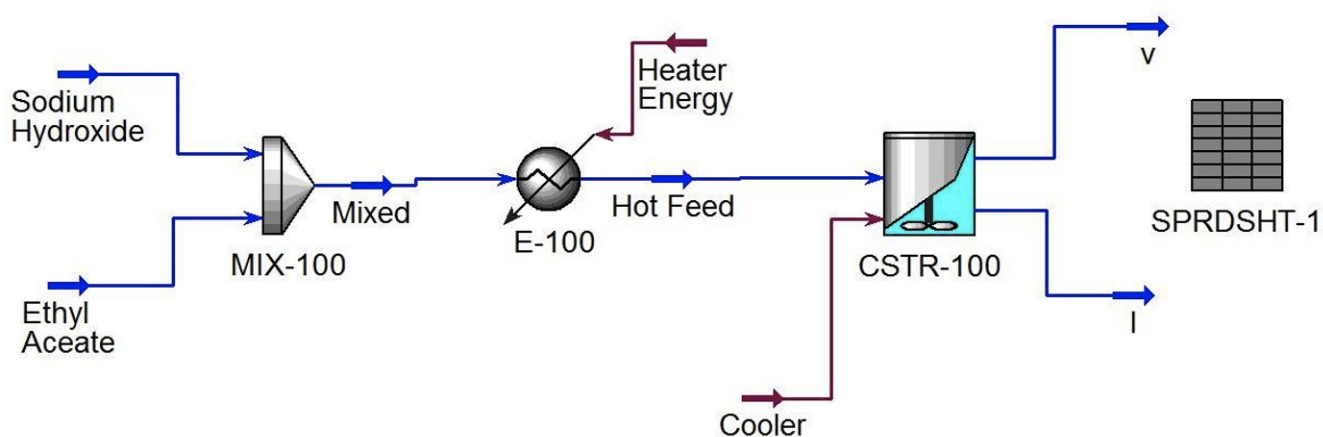 Sodium
Hydroxide
Ethyl
Aceate
MIX-100
Mixed
Heater
Energy
E-100
Hot Feed
Cooler
CSTR-100
v
l
SPRDSHT-1